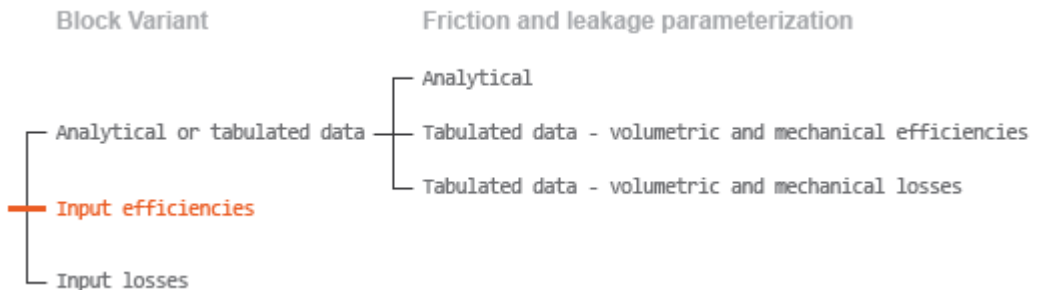 Block Variant
Friction and leakage parameterization
Analytical
Analytical or tabulated data
Tabulated data - volumetric and mechanical efficiencies
Tabulated data - volumetric and mechanical losses
Input efficiencies
Input losses